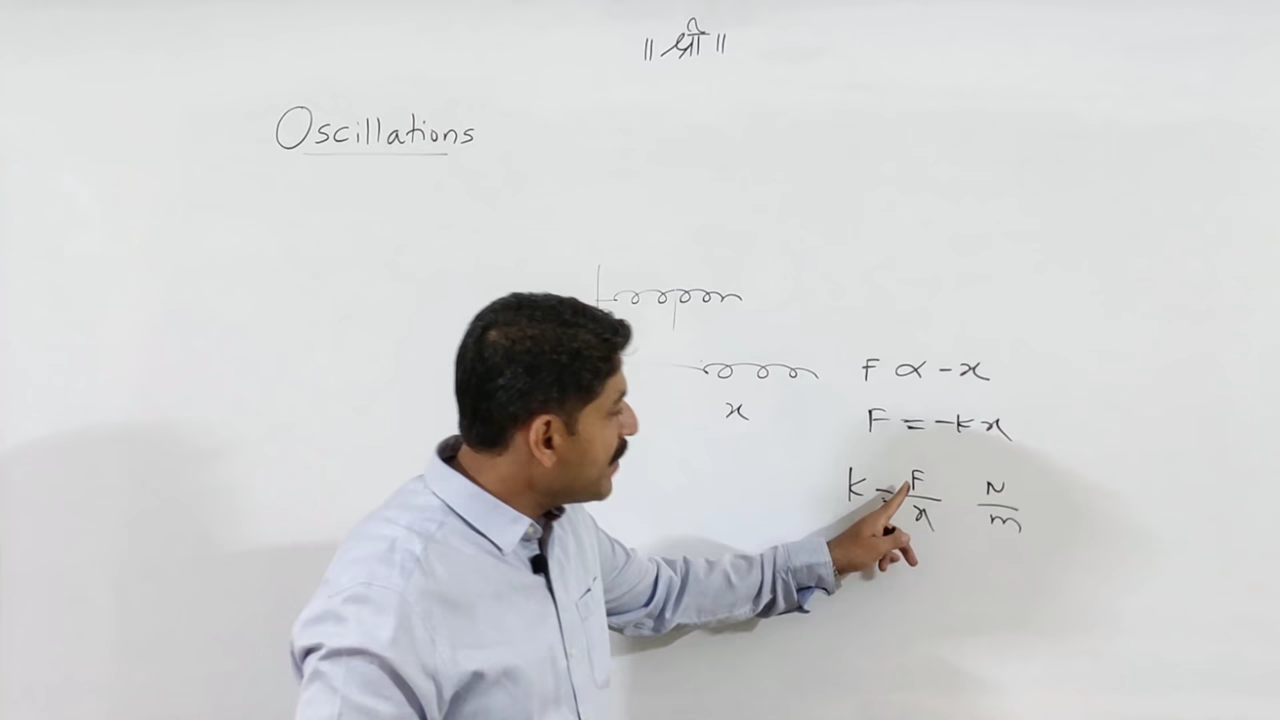 ॥ श्री ॥
Oscillations
F ∝ -x
x
F = -kx
k = F/x N/m